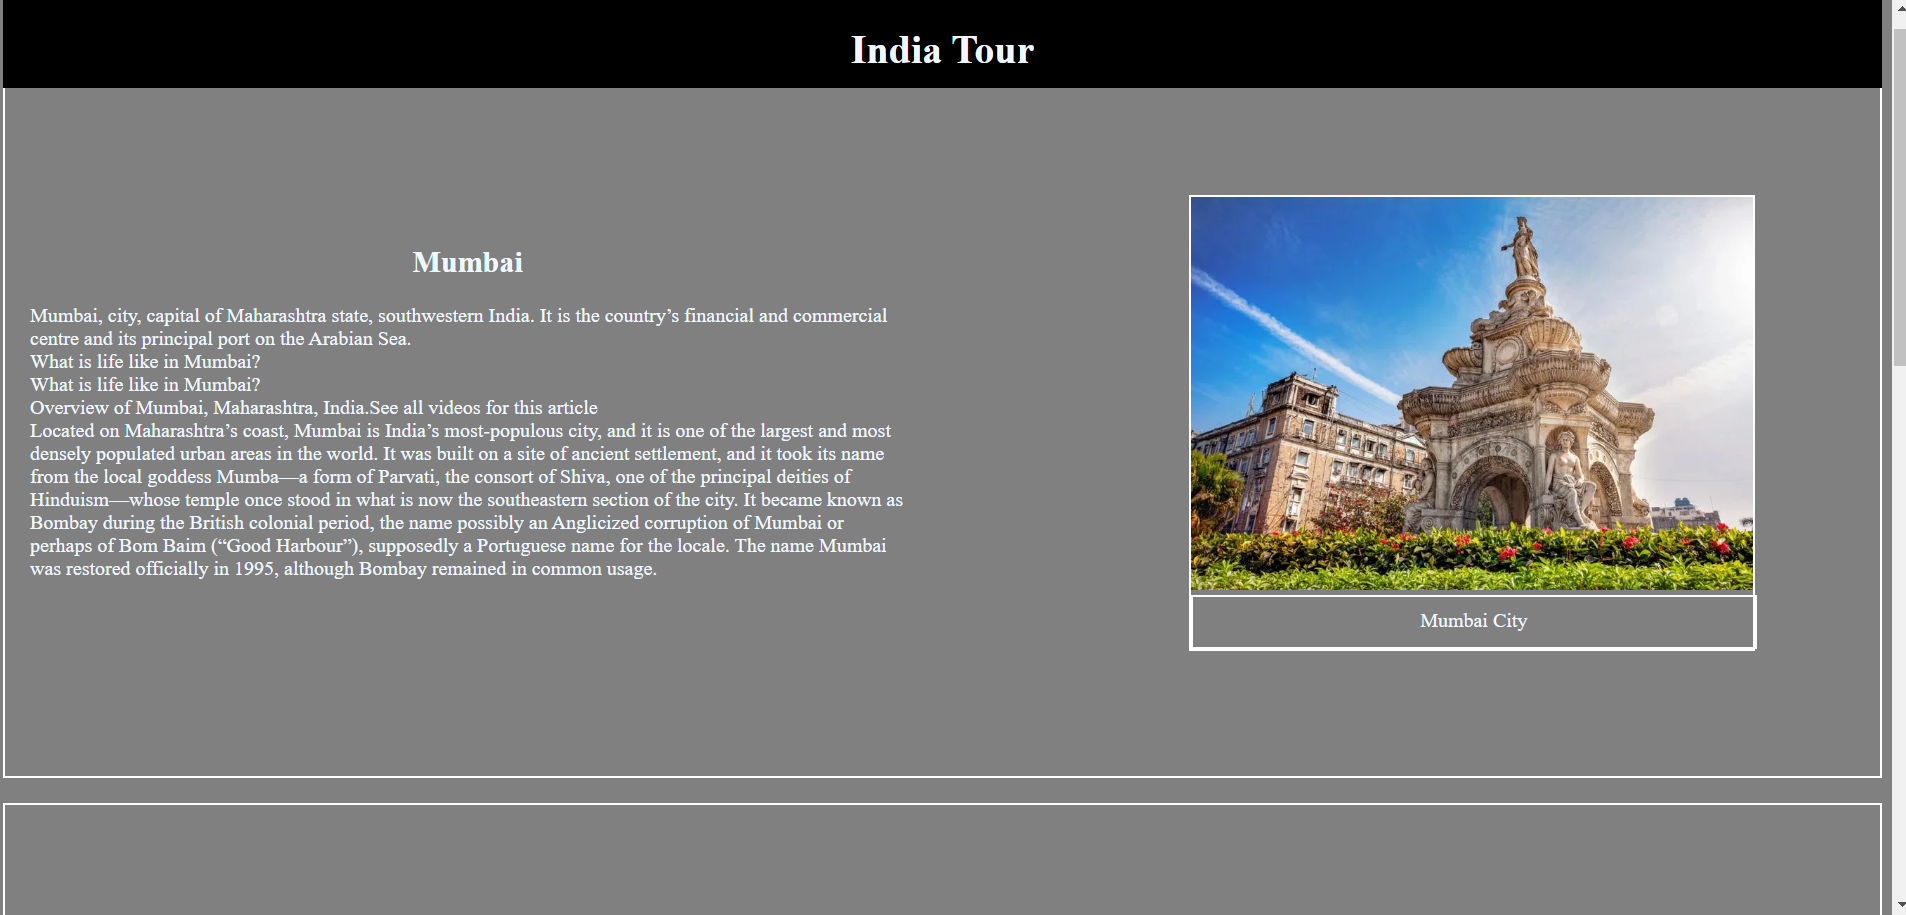 India Tour
Mumbai
Mumbai, city, capital of Maharashtra state, southwestern India. It is the country’s financial and commercial
centre and its principal port on the Arabian Sea.
What is life like in Mumbai?
What is life like in Mumbai?
Overview of Mumbai, Maharashtra, India.See all videos for this article
Located on Maharashtra’s coast, Mumbai is India’s most-populous city, and it is one of the largest and most
densely populated urban areas in the world. It was built on a site of ancient settlement, and it took its name
from the local goddess Mumba—a form of Parvati, the consort of Shiva, one of the principal deities of
Hinduism—whose temple once stood in what is now the southeastern section of the city. It became known as
Bombay during the British colonial period, the name possibly an Anglicized corruption of Mumbai or
perhaps of Bom Baim (“Good Harbour”), supposedly a Portuguese name for the locale. The name Mumbai
was restored officially in 1995, although Bombay remained in common usage.
Mumbai City